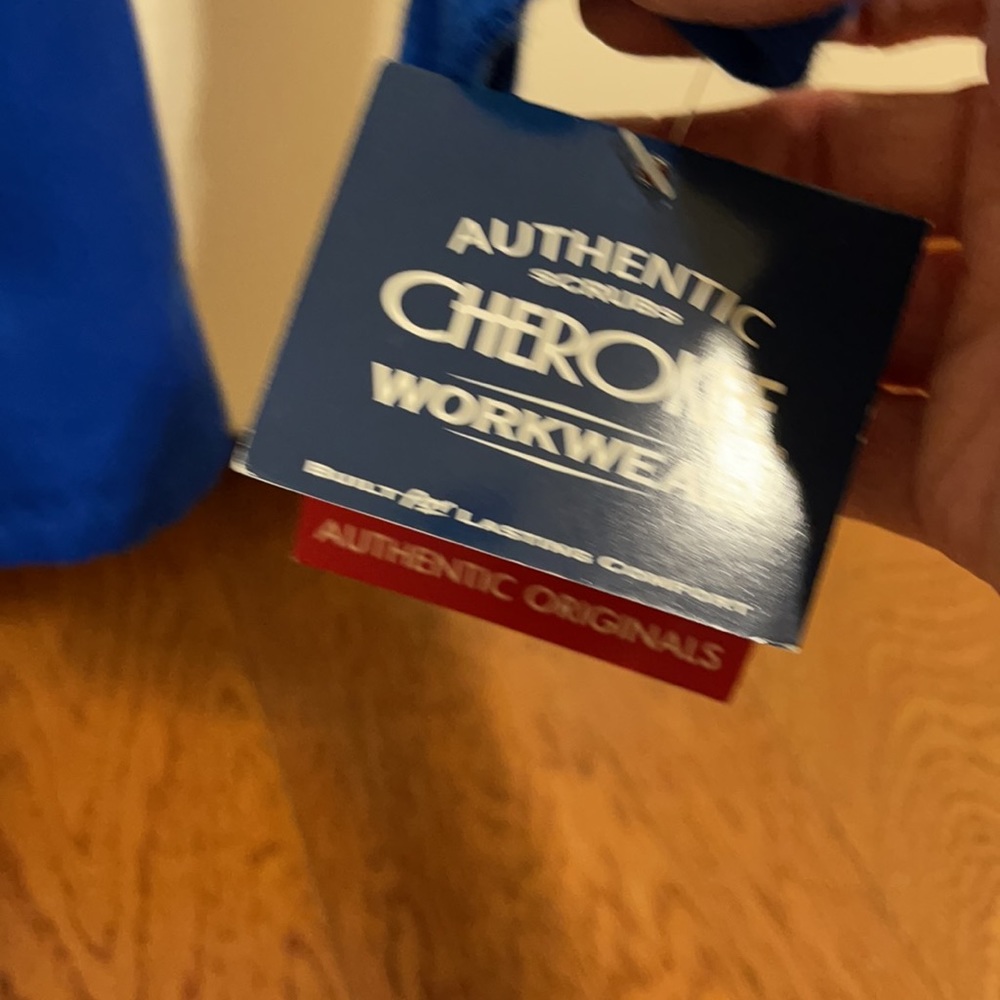 AUTHENTIC
SCRUBS
CHEROKEE
WORKWEAR
BUILT for LASTING COMFORT
AUTHENTIC ORIGINALS